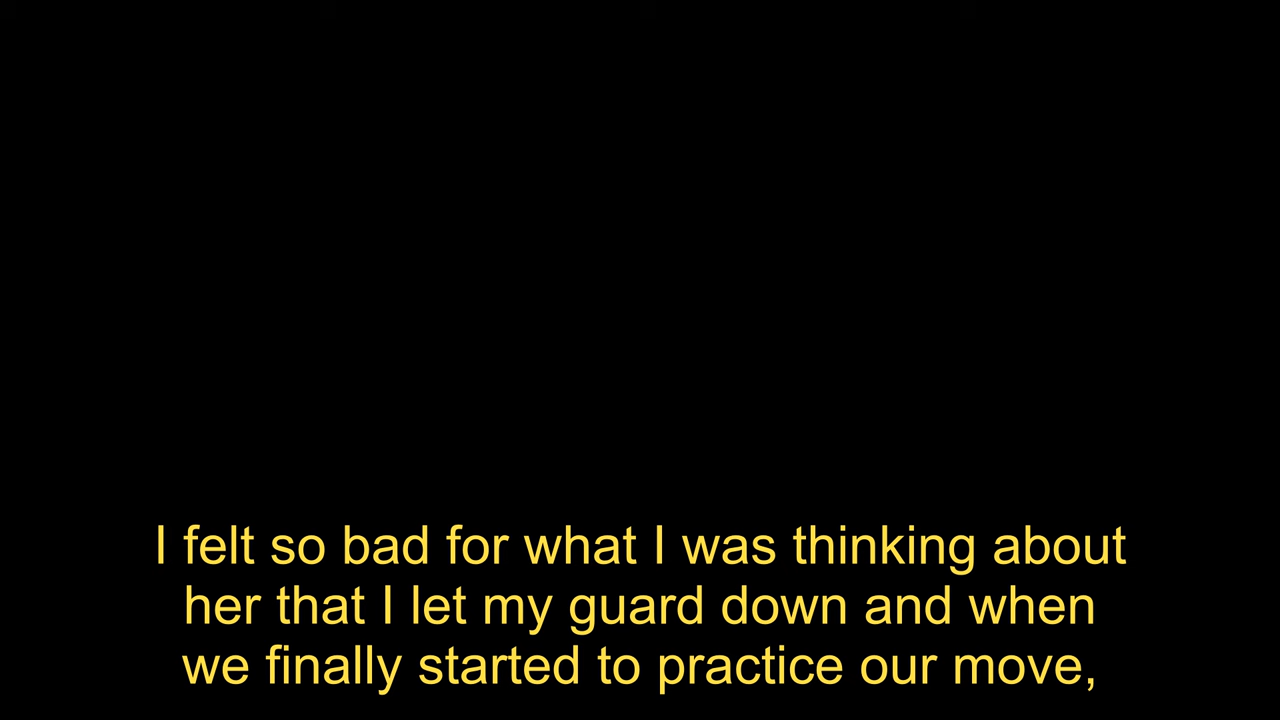 I felt so bad for what I was thinking about
her that I let my guard down and when
we finally started to practice our move,